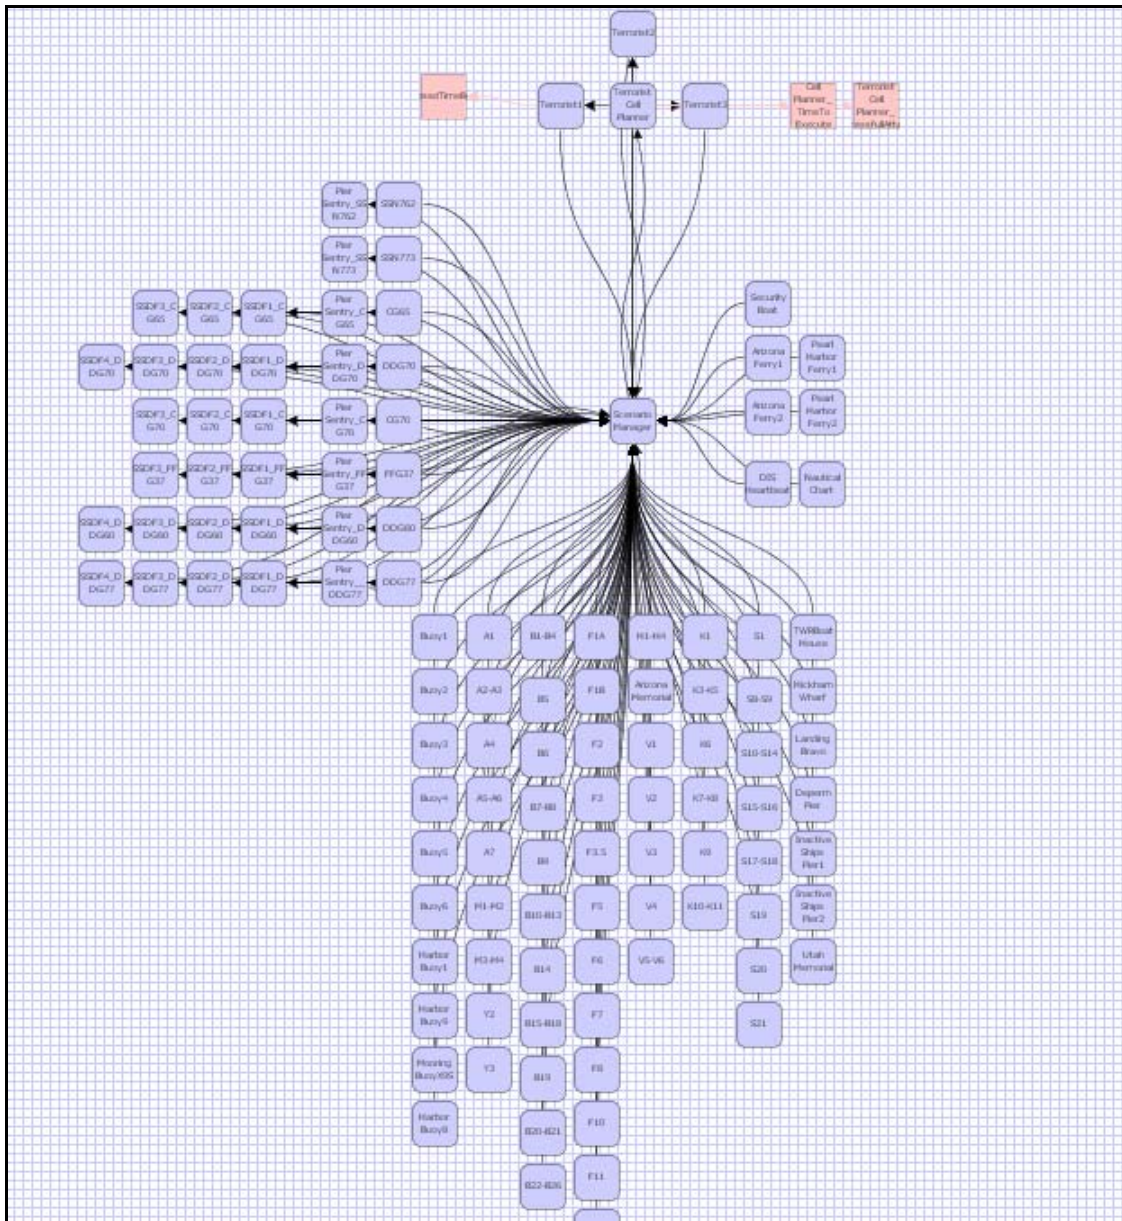 Terrorist2
Terrorist1
Terrorist
Cell
Planner
Terrorist3
Cell
Planner_
TimeTo
Execute
Terrorist
Cell
Planner_
Pier
Sentry_SS
N762
SSN762
Pier
Sentry_SS
N773
SSN773
SSDF3_C
G65
SSDF2_C
G65
SSDF1_C
G65
Pier
Sentry_C
G65
CG65
SSDF4_D
DG70
SSDF3_D
DG70
SSDF2_D
DG70
SSDF1_D
DG70
Pier
Sentry_D
DG70
DDG70
SSDF3_C
G70
SSDF2_C
G70
SSDF1_C
G70
Pier
Sentry_C
G70
CG70
SSDF3_FF
G37
SSDF2_FF
G37
SSDF1_FF
G37
Pier
Sentry_FF
G37
FFG37
SSDF4_D
DG60
SSDF3_D
DG60
SSDF2_D
DG60
SSDF1_D
DG60
Pier
Sentry_D
DG60
DDG60
SSDF4_D
DG77
SSDF3_D
DG77
SSDF2_D
DG77
SSDF1_D
DG77
Pier
Sentry_
DDG77
DDG77
Scenario
Manager
Security
Boat
Arizona
Ferry1
Pearl
Harbor
Ferry1
Arizona
Ferry2
Pearl
Harbor
Ferry2
DIS
Heartbeat
Nautical
Chart
Buoy1
A1
B1-B4
F1A
H1-H4
K1
S1
TWRBoat
House
Buoy2
A2-A3
B5
F1B
Arizona
Memorial
K3-K5
S8-S9
Hickham
Wharf
Buoy3
A4
B6
F2
V1
K6
S10-S14
Landing
Bravo
Buoy4
A5-A6
B7-B8
F3
V2
K7-K8
S15-S16
Deperm
Pier
Buoy5
A7
B9
F3.5
V3
K9
S17-S18
Inactive
Ships
Pier1
Buoy6
M1-M2
B10-B13
F5
V4
K10-K11
S19
Inactive
Ships
Pier2
Harbor
Buoy1
M3-M4
B14
F6
V5-V6
S20
Utah
Memorial
Harbor
Y2
B15-B18
F7
S21
Mooring
Y3
B19
F8
Harbor
B20-B21
F10
B22-B26
F11